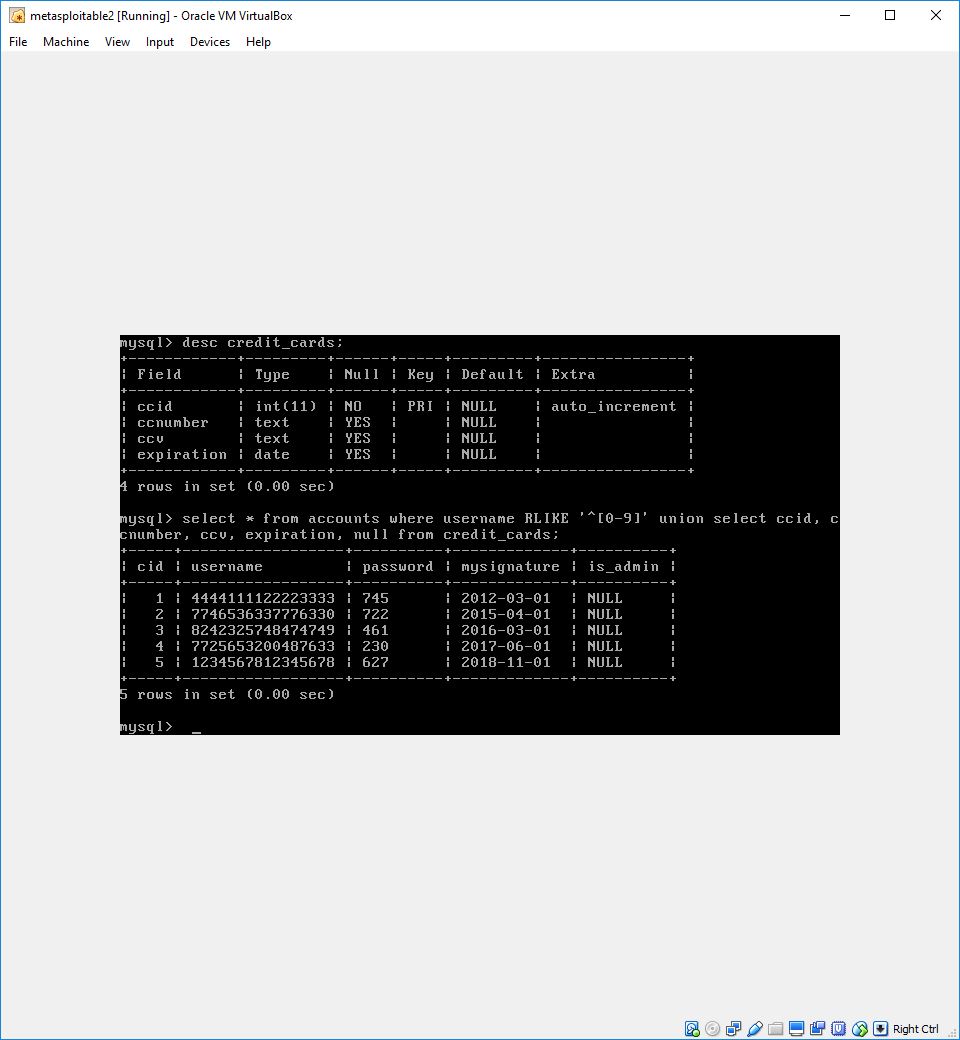 metasploitable2 [Running] - Oracle VM VirtualBox
File Machine View Input Devices Help
mysql> desc credit_cards;
+------------+---------+------+-----+---------+----------------+
| Field      | Type    | Null | Key | Default | Extra          |
+------------+---------+------+-----+---------+----------------+
| ccid       | int(11) | NO   | PRI | NULL    | auto_increment |
| ccnumber   | text    | YES  |     | NULL    |                |
| ccv        | text    | YES  |     | NULL    |                |
| expiration | date    | YES  |     | NULL    |                |
+------------+---------+------+-----+---------+----------------+
4 rows in set (0.00 sec)
mysql> select * from accounts where username RLIKE '^[0-9]' union select ccid, c
cnumber, ccv, expiration, null from credit_cards;
+-----+------------------+----------+-------------+----------+
| cid | username         | password | mysignature | is_admin |
+-----+------------------+----------+-------------+----------+
|   1 | 4444111122223333 | 745      | 2012-03-01  | NULL     |
|   2 | 7746536337776330 | 722      | 2015-04-01  | NULL     |
|   3 | 8242325748474749 | 461      | 2016-03-01  | NULL     |
|   4 | 7725653200487633 | 230      | 2017-06-01  | NULL     |
|   5 | 1234567812345678 | 627      | 2018-11-01  | NULL     |
+-----+------------------+----------+-------------+----------+
5 rows in set (0.00 sec)
mysql>  _
Right Ctrl